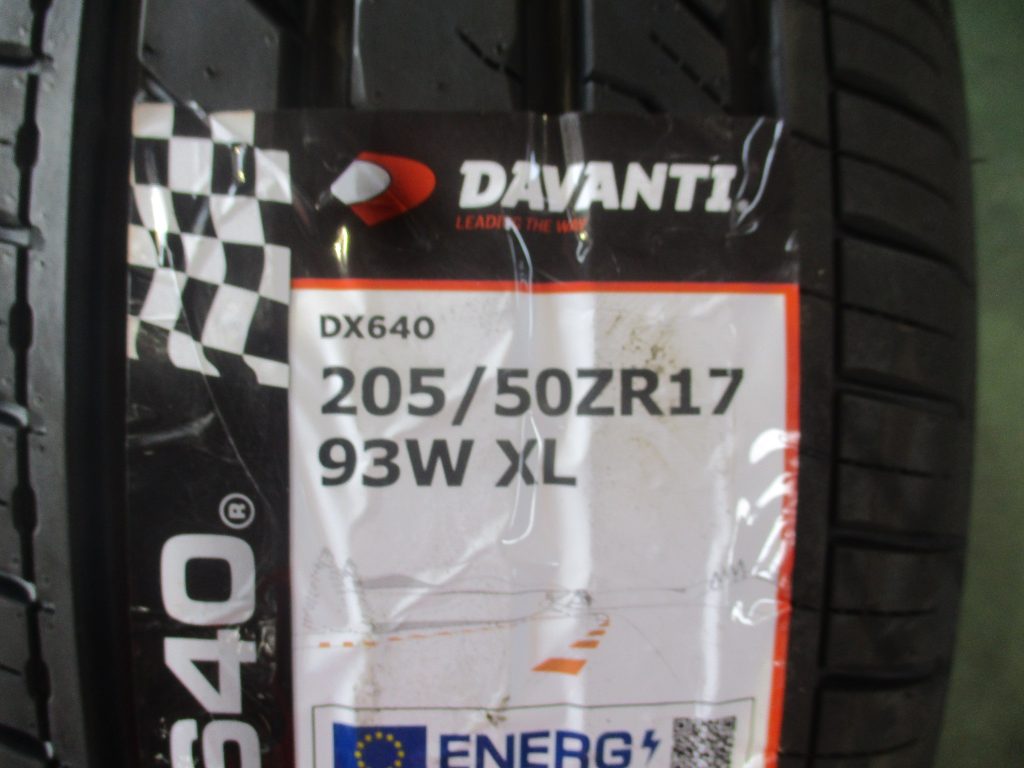 DAVANTI
LEADING THE WAY
DX640
205/50ZR17
93W XL
640®
ENERG